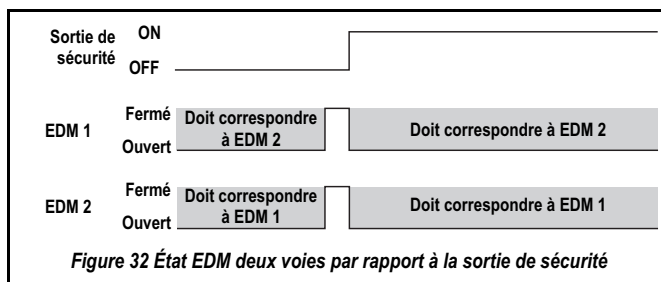 Sortie de sécurité
ON
OFF
EDM 1
Fermé
Ouvert
Doit correspondre
à EDM 2
Doit correspondre à EDM 2
EDM 2
Fermé
Ouvert
Doit correspondre
à EDM 1
Doit correspondre à EDM 1
Figure 32 État EDM deux voies par rapport à la sortie de sécurité